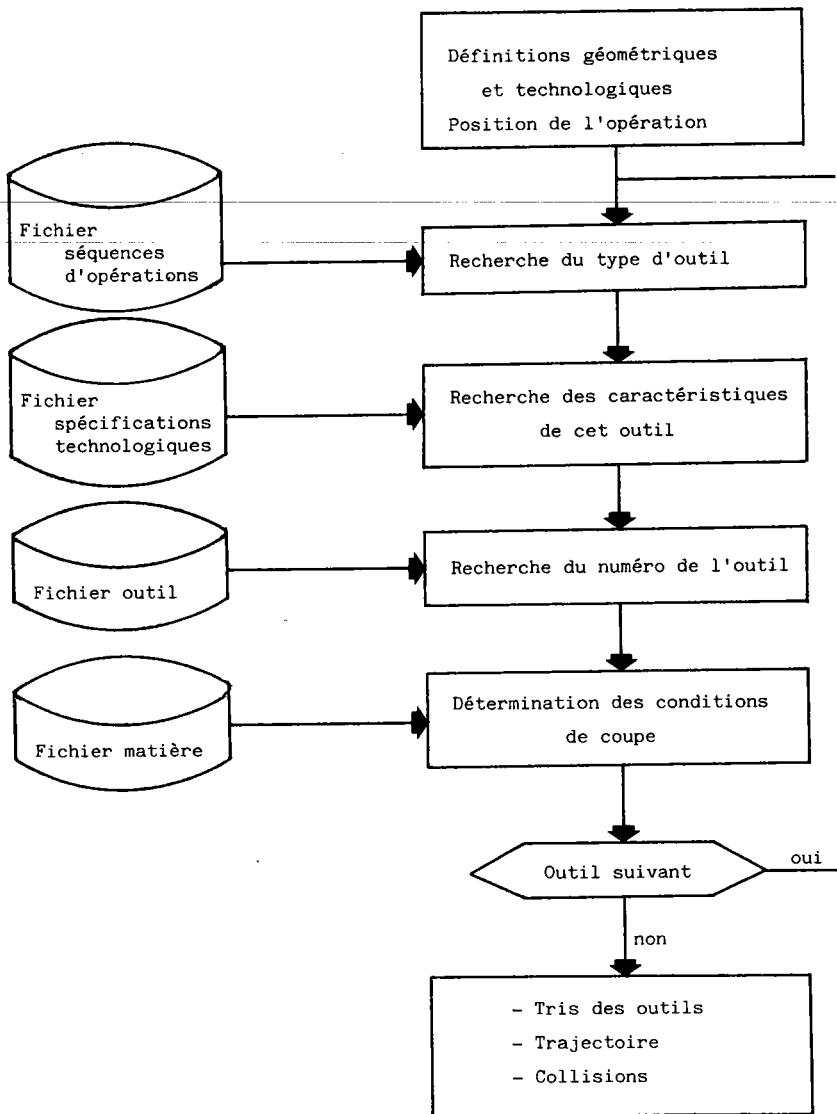 Définitions géométriques
et technologiques
Position de l'opération
Fichier
séquences
d'opérations
Recherche du type d'outil
Fichier
spécifications
technologiques
Recherche des caractéristiques
de cet outil
Fichier outil
Recherche du numéro de l'outil
Fichier matière
Détermination des conditions
de coupe
Outil suivant
oui
non
- Tris des outils
- Trajectoire
- Collisions